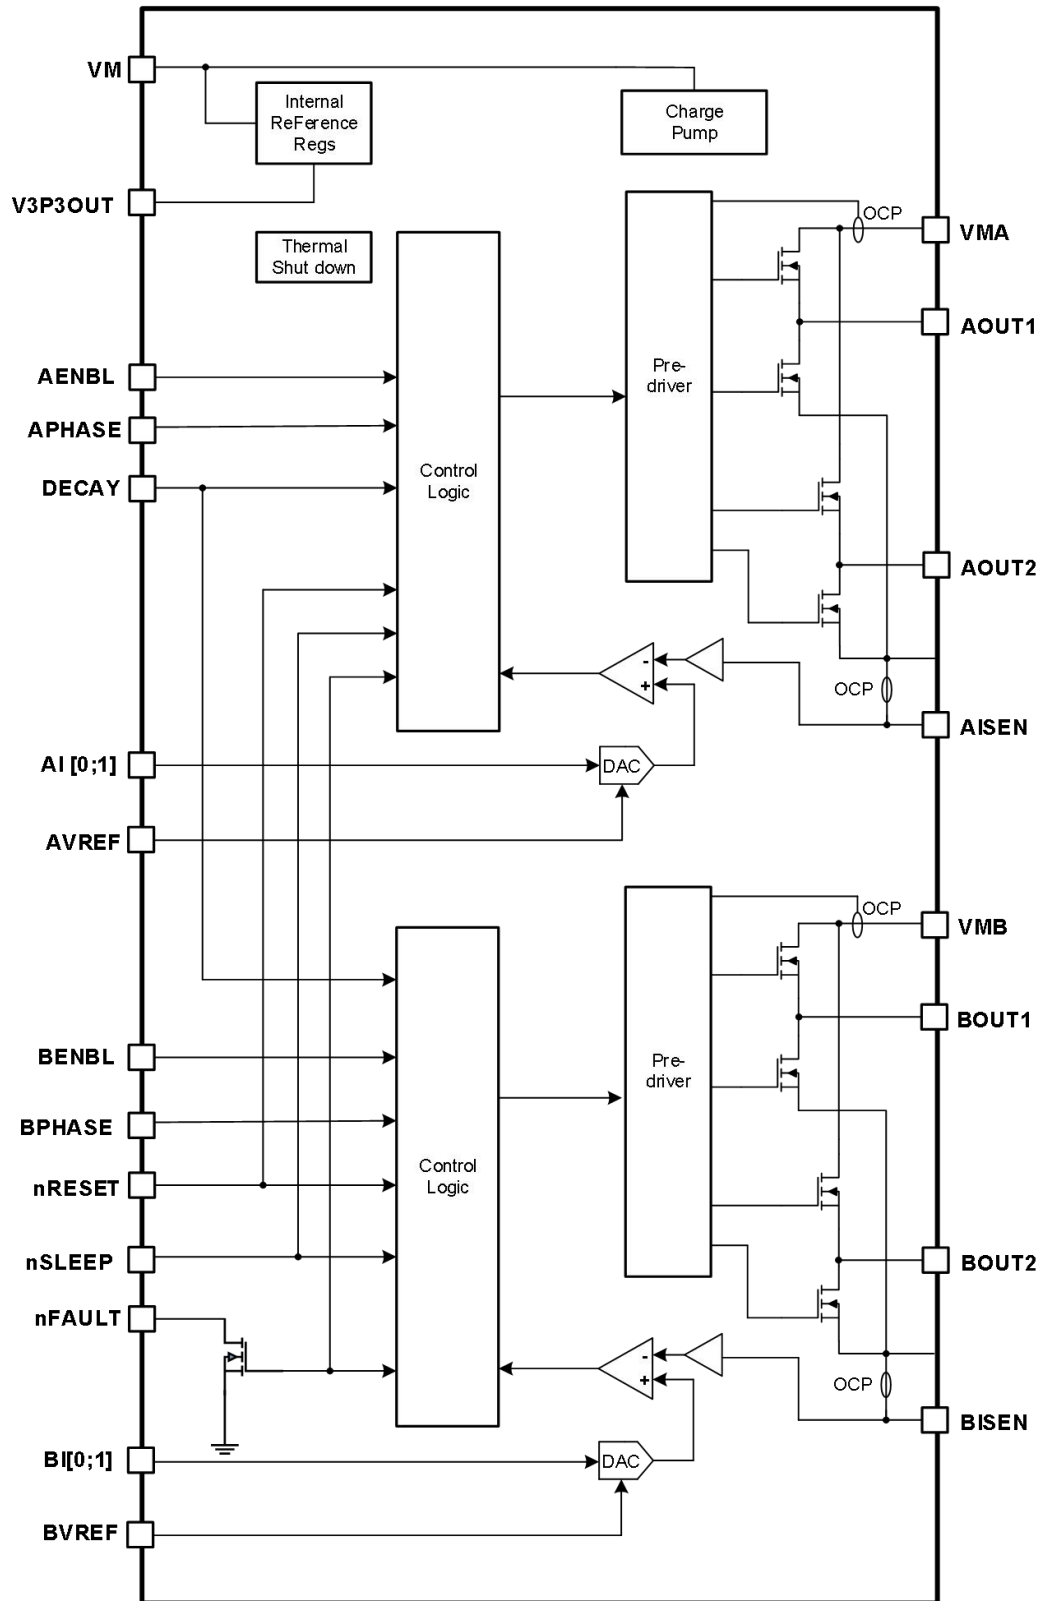 VM
Internal
ReFerence
Regs
Charge
Pump
V3P3OUT
OCP
VMA
Thermal
Shut down
AOUT1
AENBL
Pre-
driver
APHASE
DECAY
Control
Logic
AOUT2
-
+
OCP
AISEN
AI [0;1]
DAC
AVREF
OCP
VMB
BOUT1
BENBL
Pre-
driver
BPHASE
Control
Logic
nRESET
nSLEEP
BOUT2
nFAULT
-
+
OCP
BISEN
BI[0;1]
DAC
BVREF